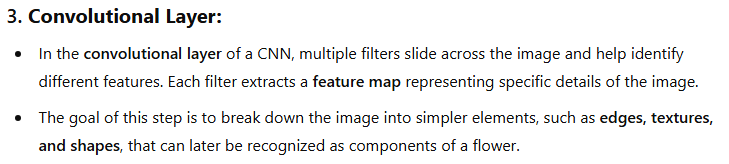 3. Convolutional Layer:
• In the convolutional layer of a CNN, multiple filters slide across the image and help identify
different features. Each filter extracts a feature map representing specific details of the image.
• The goal of this step is to break down the image into simpler elements, such as edges, textures,
and shapes, that can later be recognized as components of a flower.